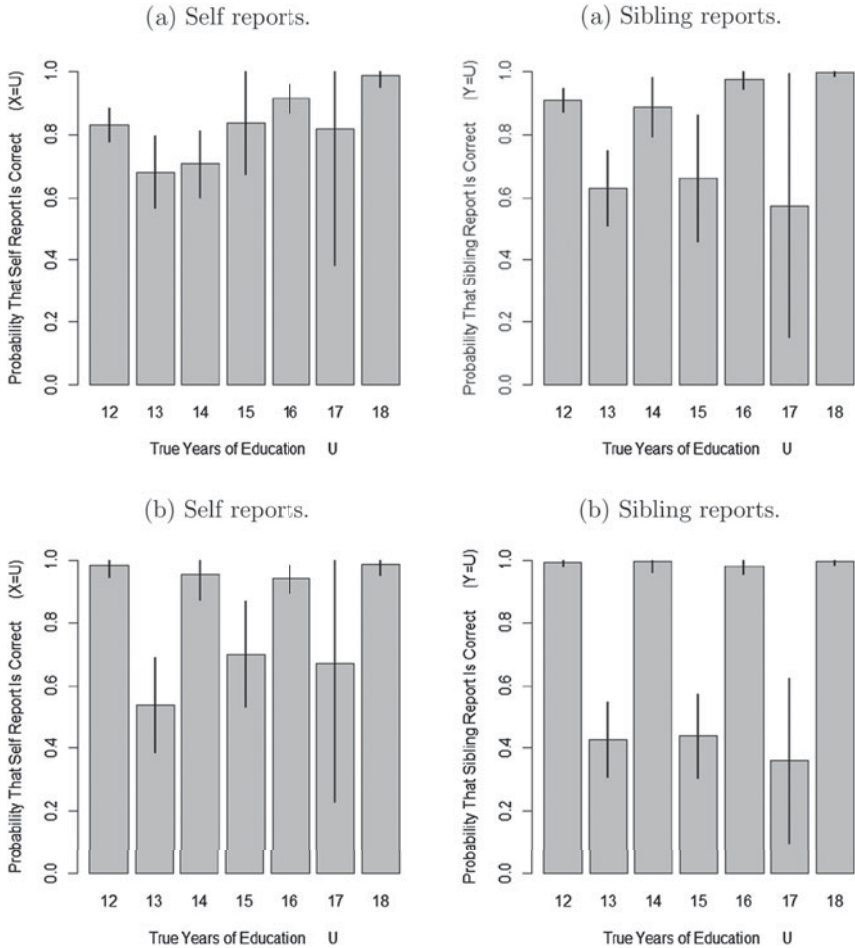 (a) Self reports.
Probability That Self Report Is Correct (X=U)
1.0
0.8
0.6
0.4
0.2
0.0
12 13 14 15 16 17 18
True Years of Education U
(a) Sibling reports.
Probability That Sibling Report Is Correct (Y=U)
1.0
0.8
0.6
0.4
0.2
0.0
12 13 14 15 16 17 18
True Years of Education U
(b) Self reports.
Probability That Self Report Is Correct (X=U)
1.0
0.8
0.6
0.4
0.2
0.0
12 13 14 15 16 17 18
True Years of Education U
(b) Sibling reports.
Probability That Sibling Report Is Correct (Y=U)
1.0
0.8
0.6
0.4
0.2
0.0
12 13 14 15 16 17 18
True Years of Education U